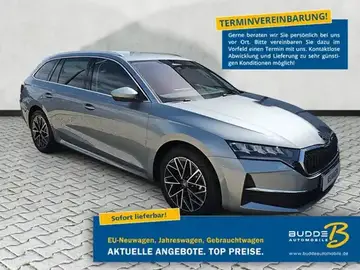 TERMINVEREINBARUNG!
Gerne beraten wir Sie persönlich bei uns
vor Ort. Bitte vereinbaren Sie dazu im
Vorfeld einen Termin mit uns. Kontaktlose
Abwicklung und Lieferung zu sehr günsti-
gen Konditionen möglich!
Sofort lieferbar!
EU-Neuwagen, Jahreswagen, Gebrauchtwagen
AKTUELLE ANGEBOTE. TOP PREISE.
BUDDE B
AUTOMOBILE
www.buddeautomobile.de